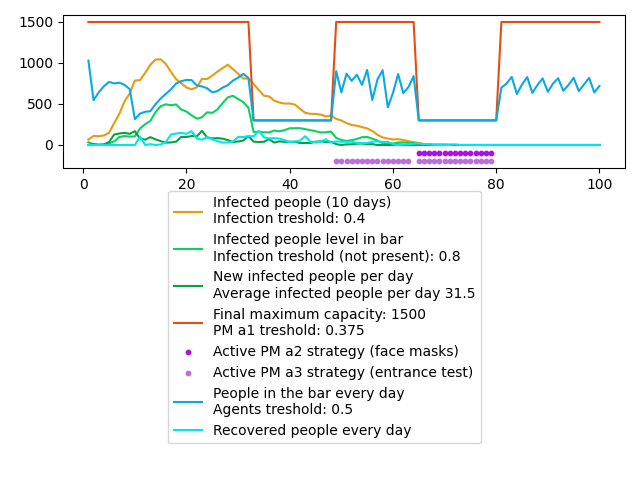 1500
1000
500
0
0
20
40
60
80
100
Infected people (10 days)
Infection treshold: 0.4
Infected people level in bar
Infection treshold (not present): 0.8
New infected people per day
Average infected people per day 31.5
Final maximum capacity: 1500
PM a1 treshold: 0.375
Active PM a2 strategy (face masks)
Active PM a3 strategy (entrance test)
People in the bar every day
Agents treshold: 0.5
Recovered people every day